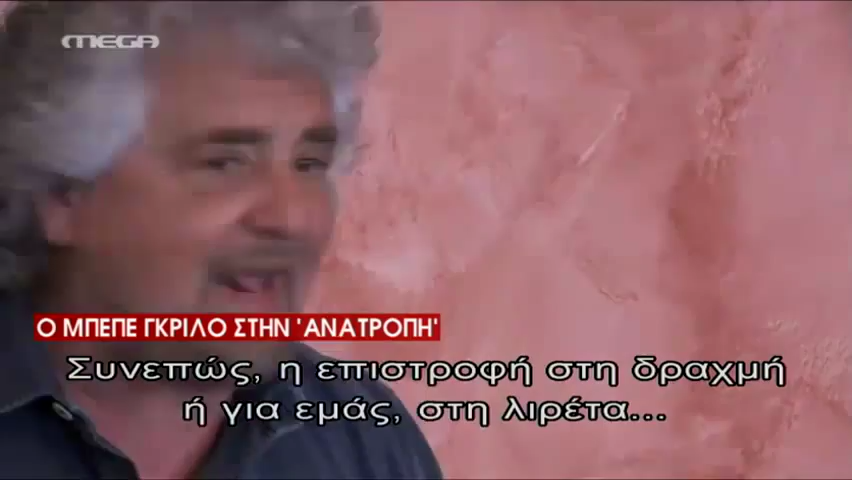 MEGA
Ο ΜΠΕΠΕ ΓΚΡΙΛΟ ΣΤΗΝ 'ΑΝΑΤΡΟΠΗ'
Συνεπώς, η επιστροφή στη δραχμή
ή για εμάς, στη λιρέτα...